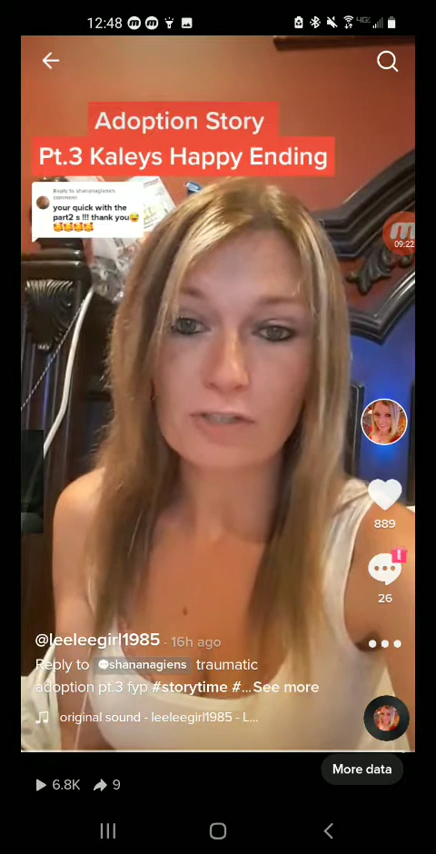 12:48
Adoption Story
Pt.3 Kaleys Happy Ending
Reply to shananagiens's
comment
your quick with the
part2 s !!! thank you😅
🥰🥰🥰🥰
09:22
889
26
@leeleegirl1985 · 16h ago
Reply to shananagiens traumatic
adoption pt.3 fyp #storytime #...See more
original sound - leeleegirl1985 - L...
6.8K 9
More data